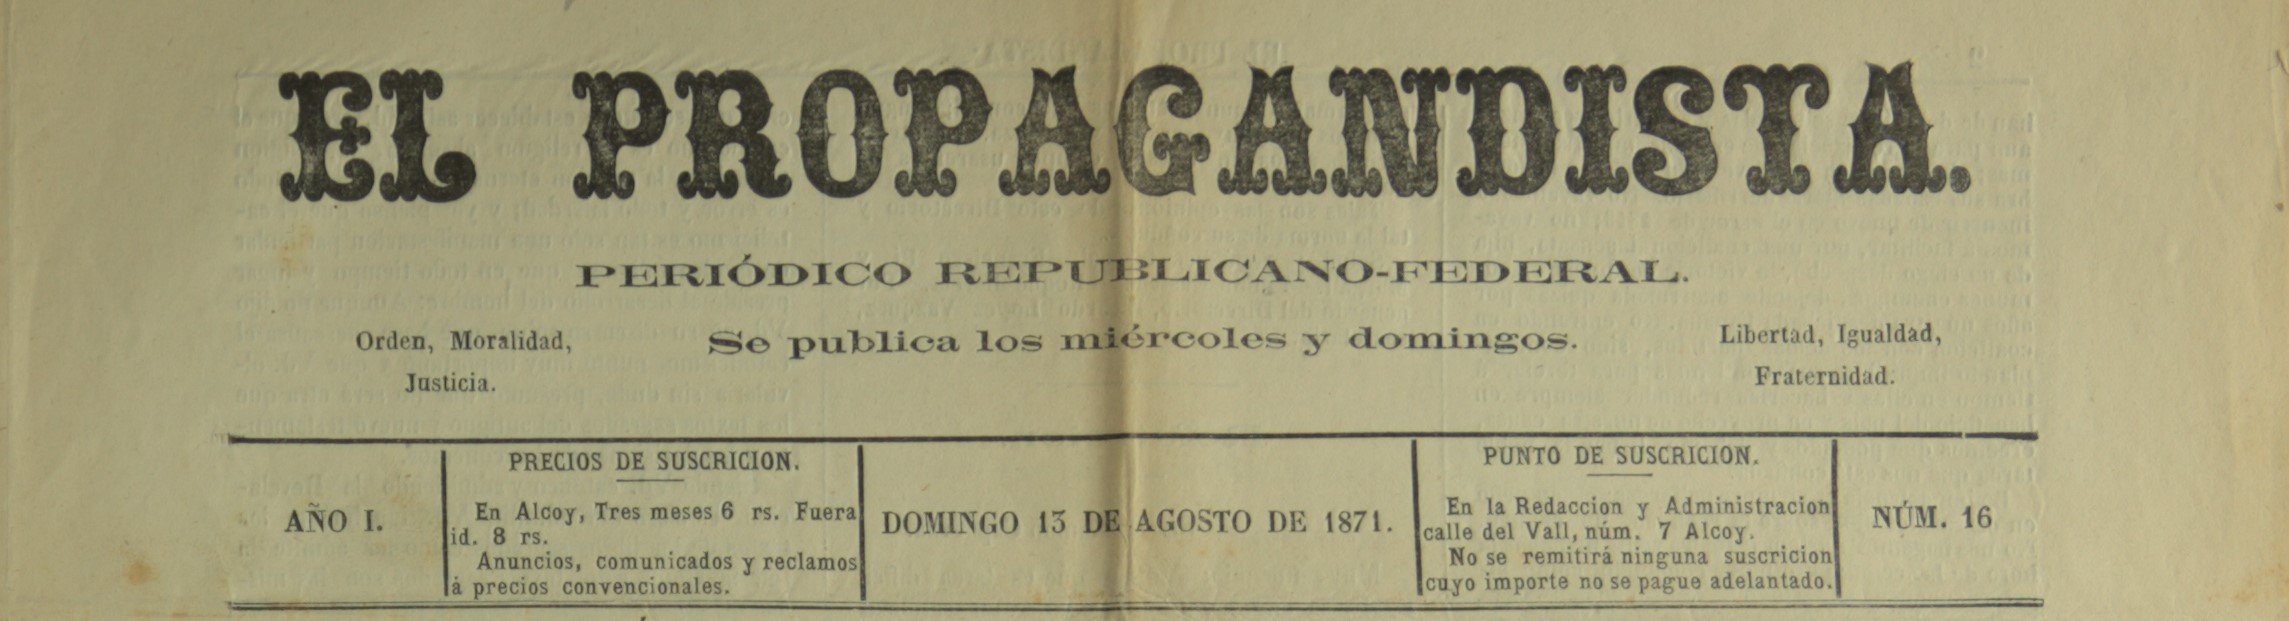 EL PROPAGANDISTA.
PERIÓDICO REPUBLICANO-FEDERAL.
Orden, Moralidad,
Justicia.
Se publica los miércoles y domingos.
Libertad, Igualdad,
Fraternidad.
AÑO I.
PRECIOS DE SUSCRICION.
En Alcoy, Tres meses 6 rs. Fuera
id. 8 rs.
Anuncios, comunicados y reclamos
á precios convencionales.
DOMINGO 13 DE AGOSTO DE 1871.
PUNTO DE SUSCRICION.
En la Redaccion y Administracion
calle del Vall, núm. 7 Alcoy.
No se remitirá ninguna suscricion
cuyo importe no se pague adelantado.
NÚM. 16